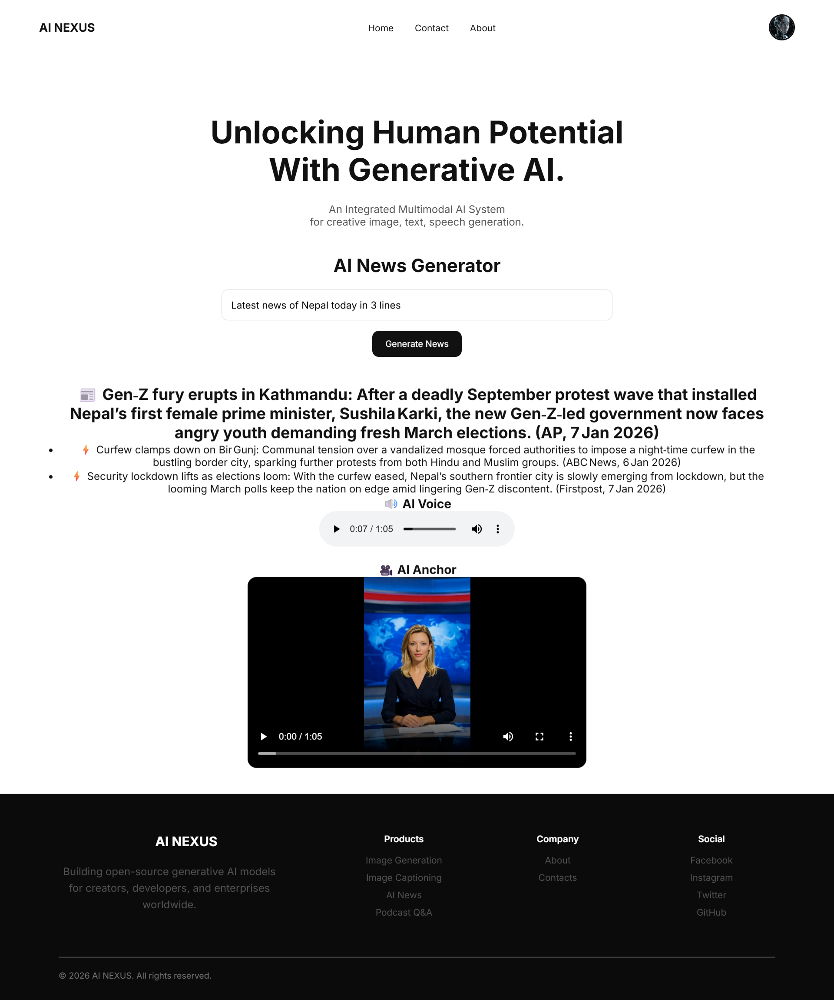 AI NEXUS
Home Contact About
Unlocking Human Potential
With Generative AI.
An Integrated Multimodal AI System
for creative image, text, speech generation.
AI News Generator
Latest news of Nepal today in 3 lines
Generate News
📰 Gen-Z fury erupts in Kathmandu: After a deadly September protest wave that installed
Nepal’s first female prime minister, Sushila Karki, the new Gen-Z-led government now faces
angry youth demanding fresh March elections. (AP, 7 Jan 2026)
• ⚡ Curfew clamps down on Bir Gunj: Communal tension over a vandalized mosque forced authorities to impose a night-time curfew in the
bustling border city, sparking further protests from both Hindu and Muslim groups. (ABC News, 6 Jan 2026)
• ⚡ Security lockdown lifts as elections loom: With the curfew eased, Nepal’s southern frontier city is slowly emerging from lockdown, but the
looming March polls keep the nation on edge amid lingering Gen-Z discontent. (Firstpost, 7 Jan 2026)
🔊 AI Voice
0:07 / 1:05
🎥 AI Anchor
0:00 / 1:05
AI NEXUS
Building open-source generative AI models
for creators, developers, and enterprises
worldwide.
Products
Image Generation
Image Captioning
AI News
Podcast Q&A
Company
About
Contacts
Social
Facebook
Instagram
Twitter
GitHub
© 2026 AI NEXUS. All rights reserved.